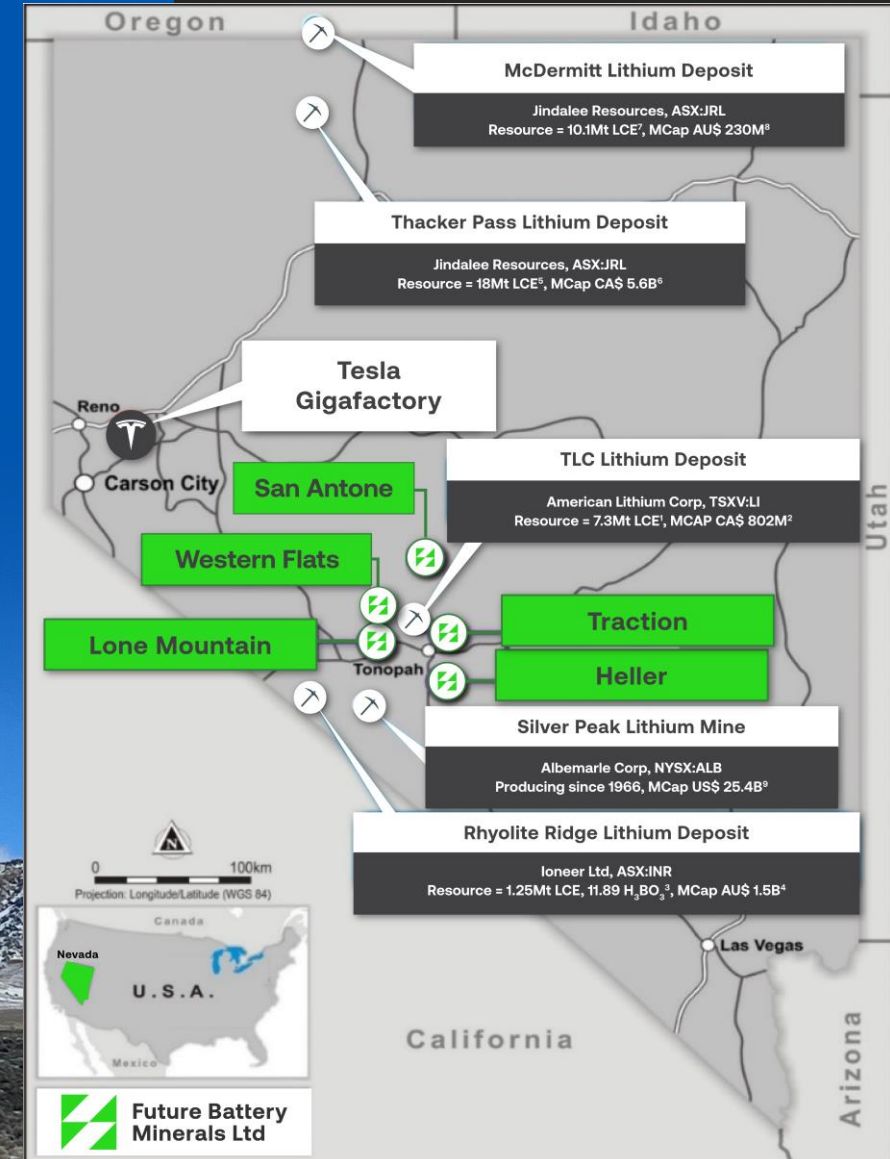 Oregon
Idaho
McDermitt Lithium Deposit
Jindalee Resources, ASX:JRL
Resource = 10.1Mt LCE⁷, MCap AU$ 230M⁸
Thacker Pass Lithium Deposit
Jindalee Resources, ASX:JRL
Resource = 18Mt LCE⁵, MCap CA$ 5.6B⁶
Tesla
Gigafactory
Reno
Carson City
TLC Lithium Deposit
American Lithium Corp, TSXV:LI
Resource = 7.3Mt LCE¹, MCAP CA$ 802M²
Utah
San Antone
Western Flats
Lone Mountain
Traction
Tonopah
Heller
Silver Peak Lithium Mine
Albemarle Corp, NYSX:ALB
Producing since 1966, MCap US$ 25.4B⁹
Rhyolite Ridge Lithium Deposit
Ioneer Ltd, ASX:INR
Resource = 1.25Mt LCE, 11.89 H₃BO₃³, MCap AU$ 1.5B⁴
N
0 100km
Projection: Longitude/Latitude (WGS 84)
Canada
Nevada
U.S.A.
Mexico
Las Vegas
California
Arizona
Future Battery
Minerals Ltd